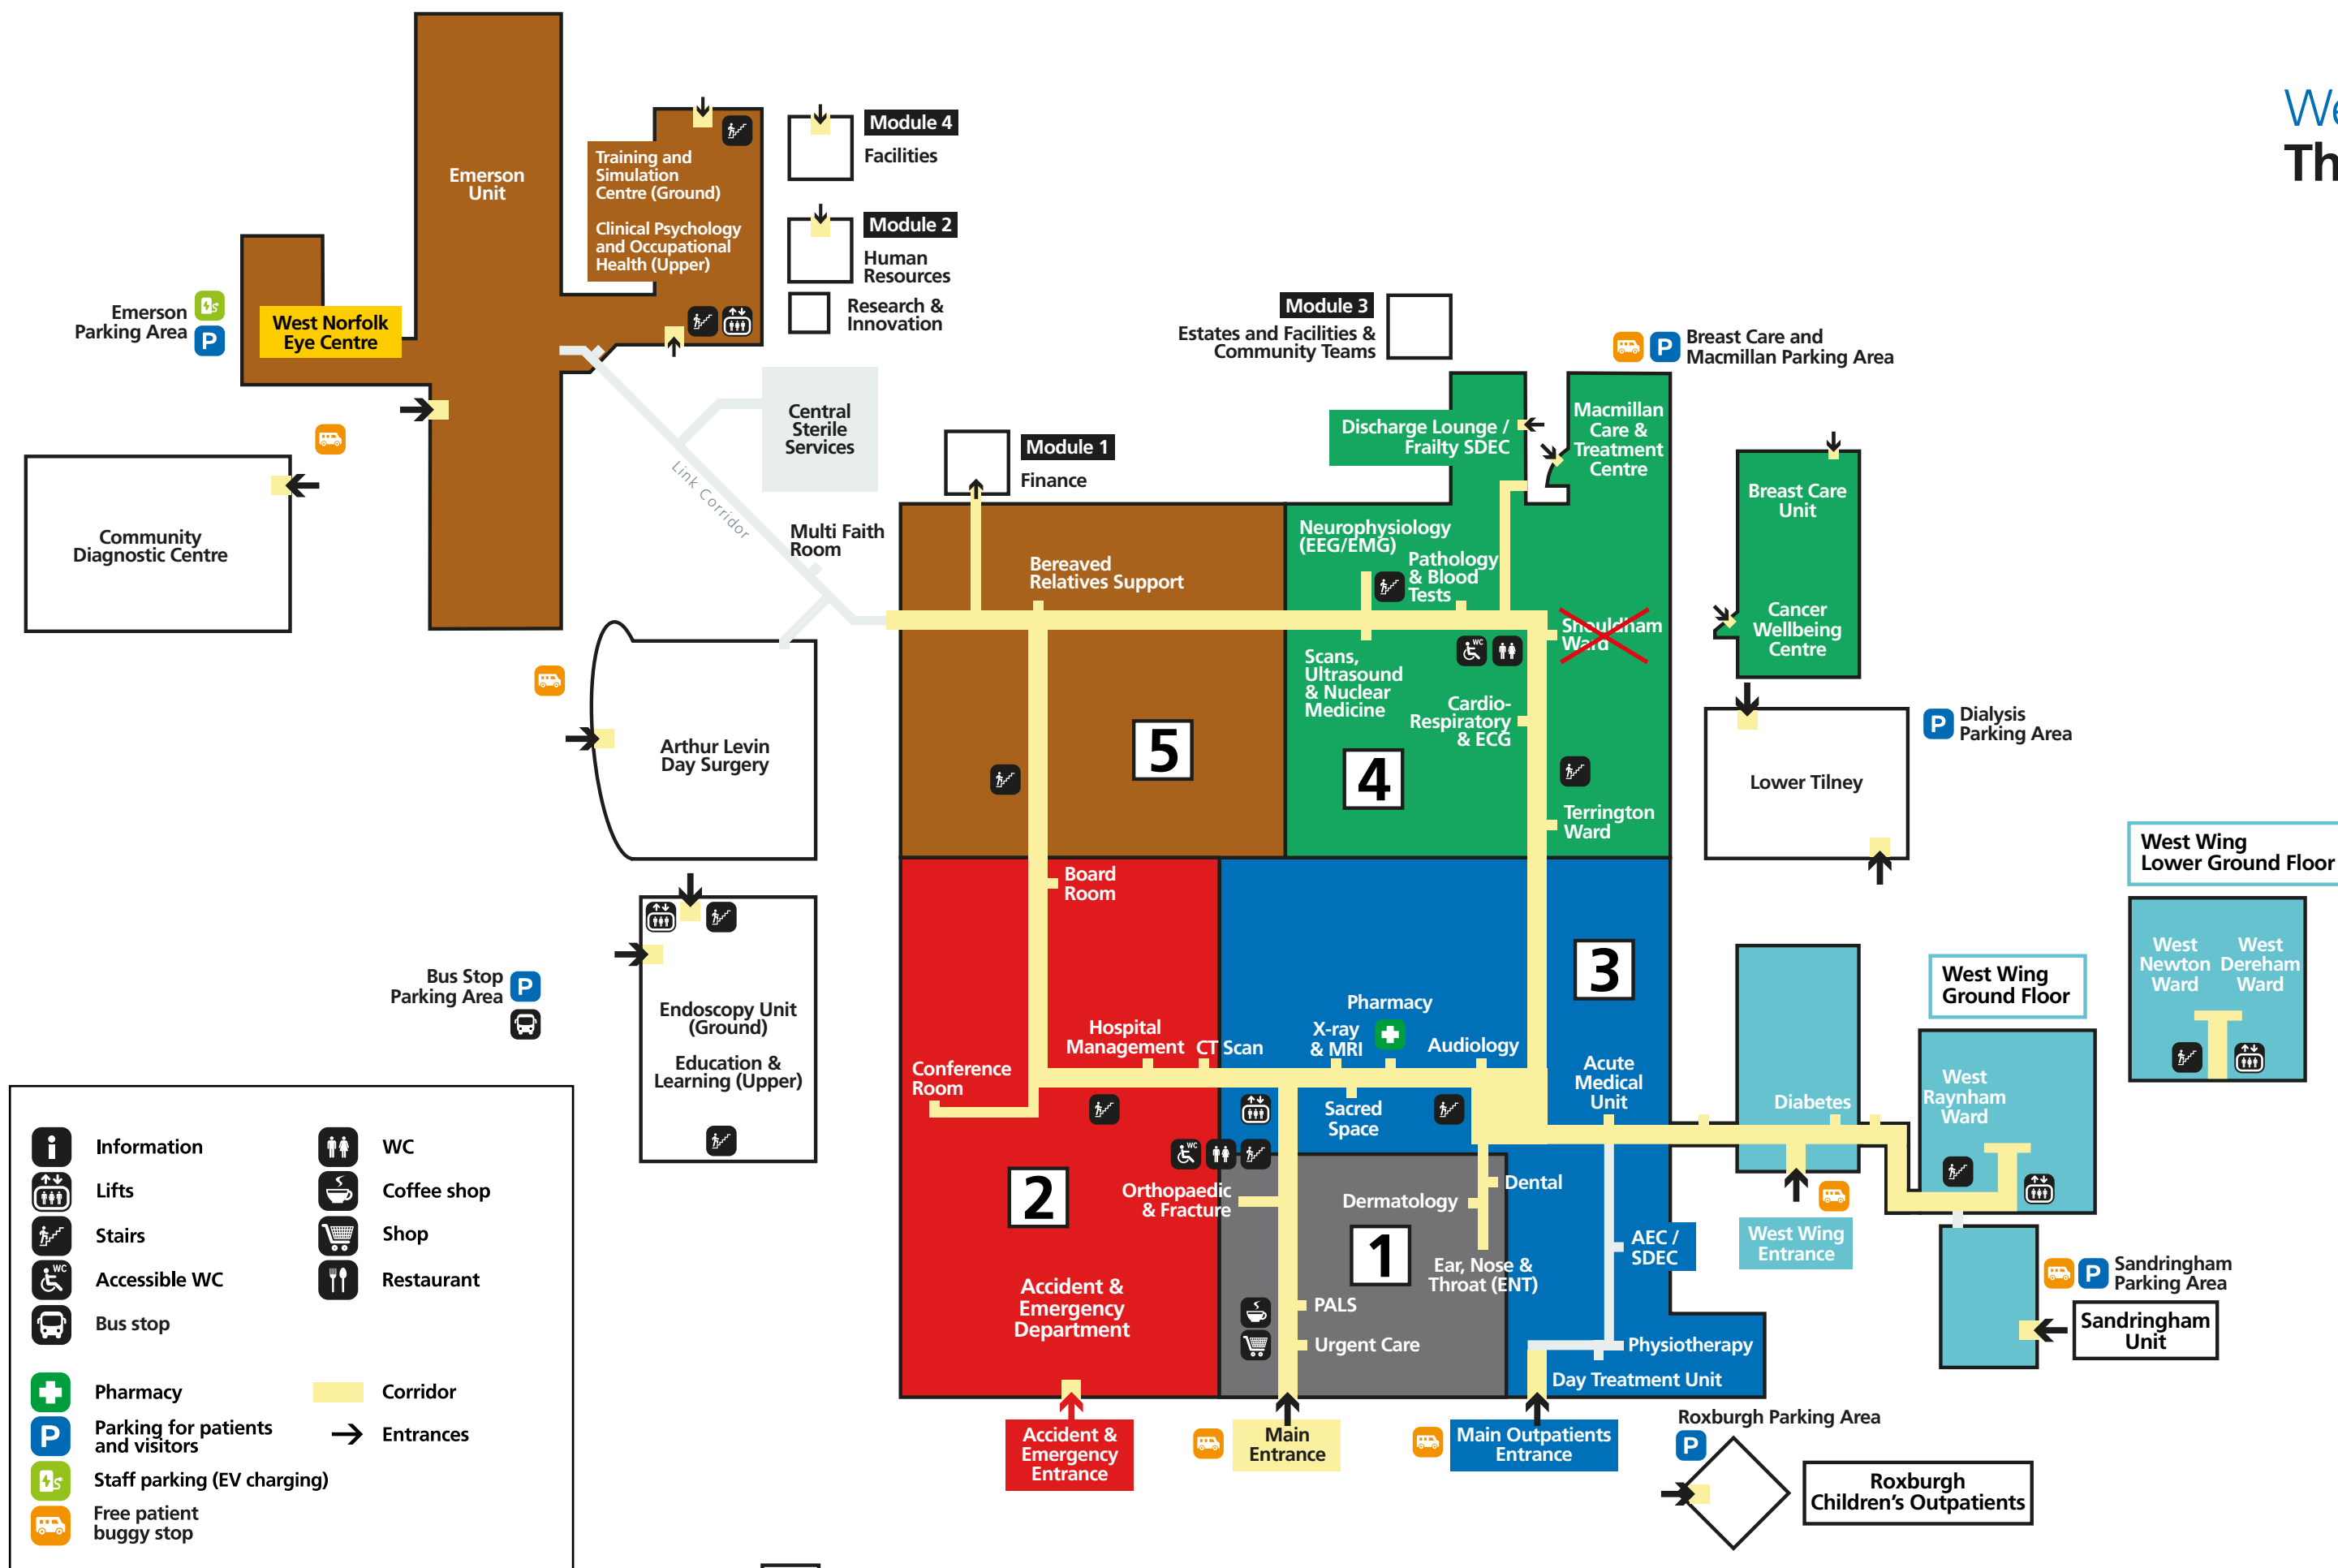 We
Th
Emerson
Unit
Training and
Simulation
Centre (Ground)
Clinical Psychology
and Occupational
Health (Upper)
Module 4
Facilities
Module 2
Human
Resources
Research &
Innovation
Emerson
Parking Area
P
West Norfolk
Eye Centre
Module 3
Estates and Facilities &
Community Teams
P
Breast Care and
Macmillan Parking Area
Central
Sterile
Services
Link Corridor
Multi Faith
Room
Module 1
Finance
Discharge Lounge /
Frailty SDEC
Macmillan
Care &
Treatment
Centre
Breast Care
Unit
Cancer
Wellbeing
Centre
Community
Diagnostic Centre
Bereaved
Relatives Support
Neurophysiology
(EEG/EMG)
Pathology
& Blood
Tests
Shouldham
Ward
WC
Scans,
Ultrasound
& Nuclear
Medicine
Cardio-
Respiratory
& ECG
5
4
Terrington
Ward
Arthur Levin
Day Surgery
P
Dialysis
Parking Area
Lower Tilney
West Wing
Lower Ground Floor
West
Newton
Ward
West
Dereham
Ward
West Wing
Ground Floor
West
Raynham
Ward
Board
Room
3
Bus Stop
Parking Area
P
Endoscopy Unit
(Ground)
Education &
Learning (Upper)
Pharmacy
Hospital
Management
CT Scan
X-ray
& MRI
Audiology
Conference
Room
Acute
Medical
Unit
Diabetes
Sacred
Space
WC
2
Orthopaedic
& Fracture
Dermatology
Dental
1
Ear, Nose &
Throat (ENT)
AEC /
SDEC
West Wing
Entrance
P
Sandringham
Parking Area
Sandringham
Unit
Accident &
Emergency
Department
PALS
Urgent Care
Physiotherapy
Day Treatment Unit
Accident &
Emergency
Entrance
Main
Entrance
Main Outpatients
Entrance
Roxburgh Parking Area
P
Roxburgh
Children's Outpatients
i
Information
Lifts
Stairs
WC
Accessible WC
Bus stop
WC
Coffee shop
Shop
Restaurant
Pharmacy
P
Parking for patients
and visitors
Staff parking (EV charging)
Free patient
buggy stop
Corridor
Entrances